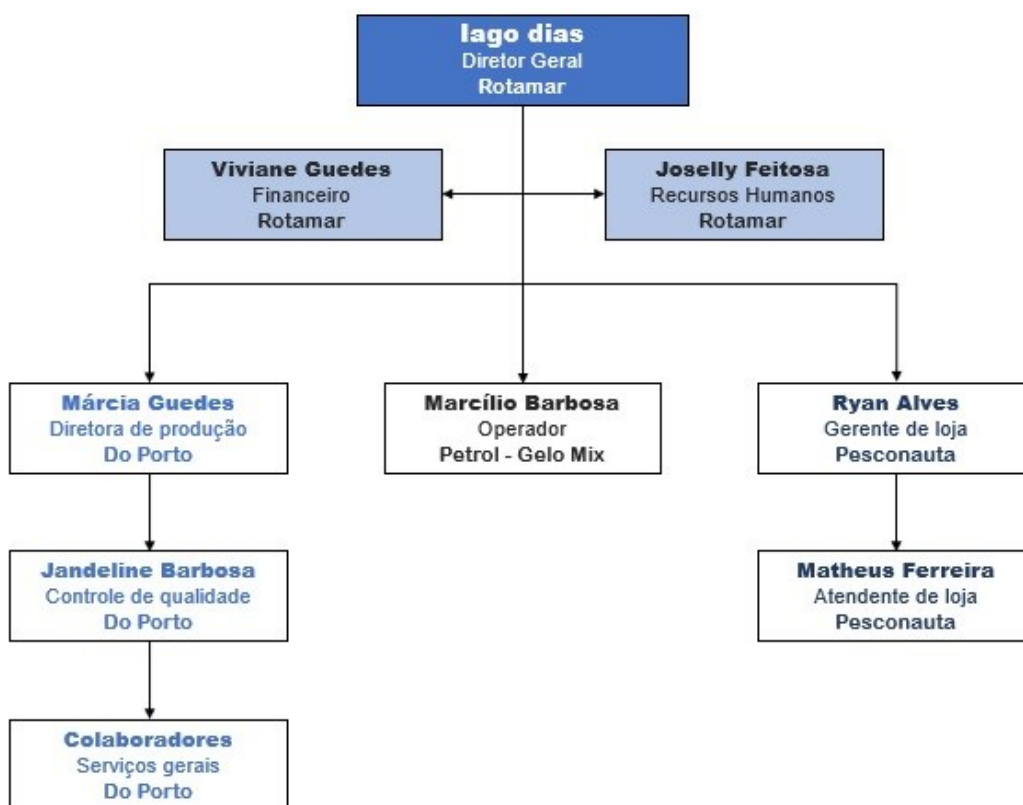 Iago dias
Diretor Geral
Rotamar
Viviane Guedes
Financeiro
Rotamar
Joselly Feitosa
Recursos Humanos
Rotamar
Márcia Guedes
Diretora de produção
Do Porto
Marcílio Barbosa
Operador
Petrol - Gelo Mix
Ryan Alves
Gerente de loja
Pesconauta
Jandeline Barbosa
Controle de qualidade
Do Porto
Matheus Ferreira
Atendente de loja
Pesconauta
Colaboradores
Serviços gerais
Do Porto